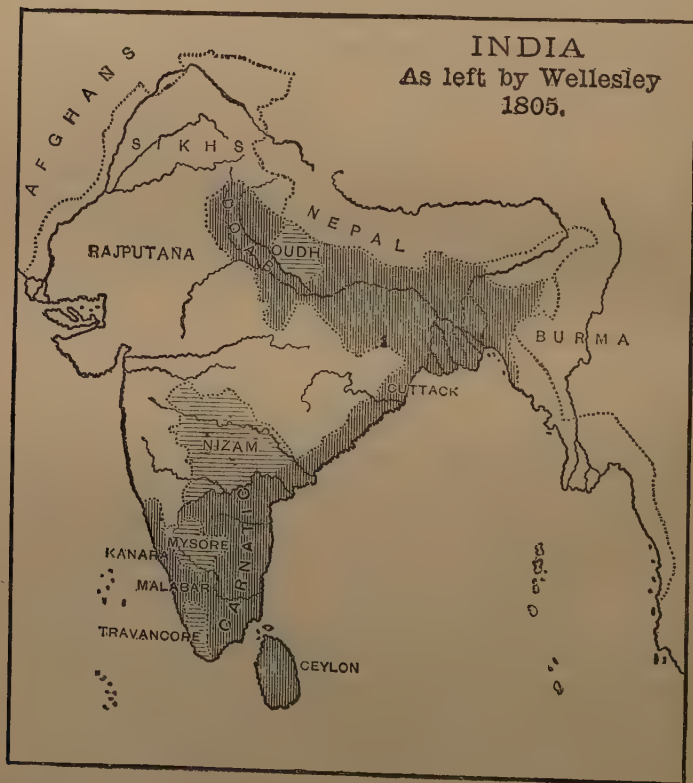 INDIA
As left by Wellesley
1805.
AFGHANS
SIKHS
NEPAL
DOAB
OUDH
RAJPUTANA
BURMA
CUTTACK
NIZAM
CARNATIC
MYSORE
KANARA
MALABAR
TRAVANCORE
CEYLON